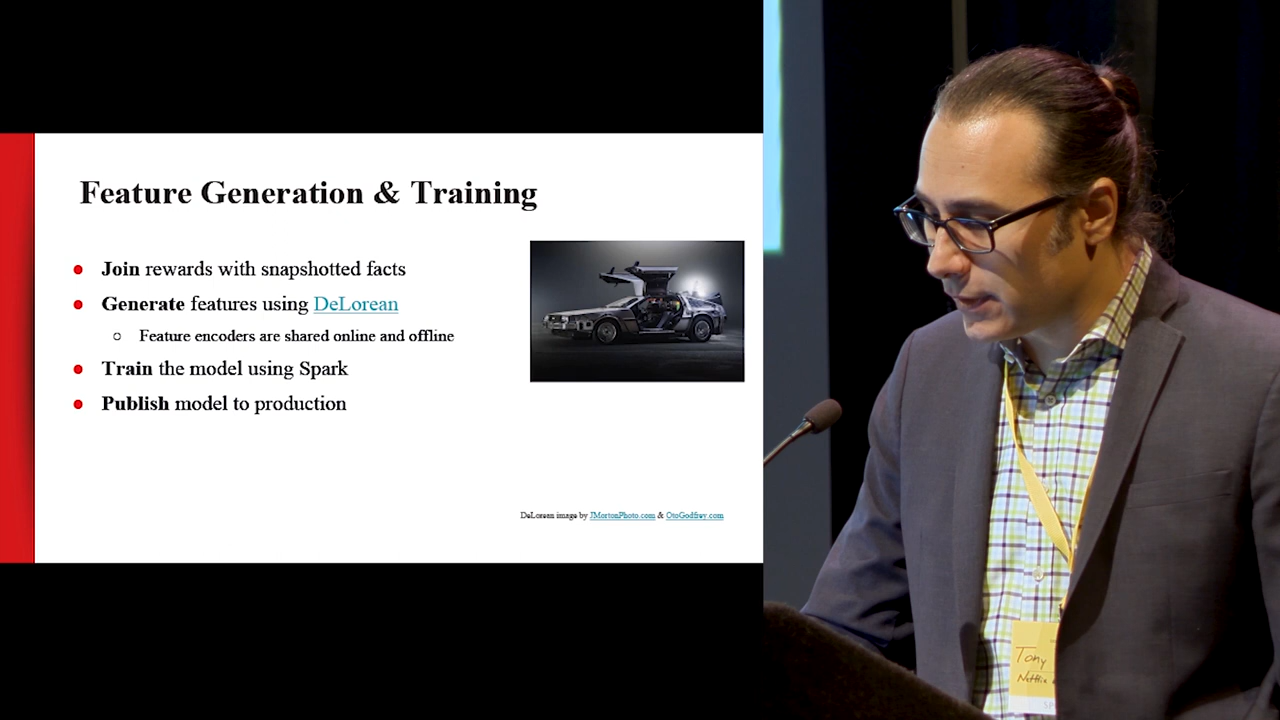 Feature Generation & Training
Join rewards with snapshotted facts
Generate features using DeLorean
Feature encoders are shared online and offline
Train the model using Spark
Publish model to production
DeLorean image by JMortonPhoto.com & OtoGodfrey.com
Tony
Netflix
SP